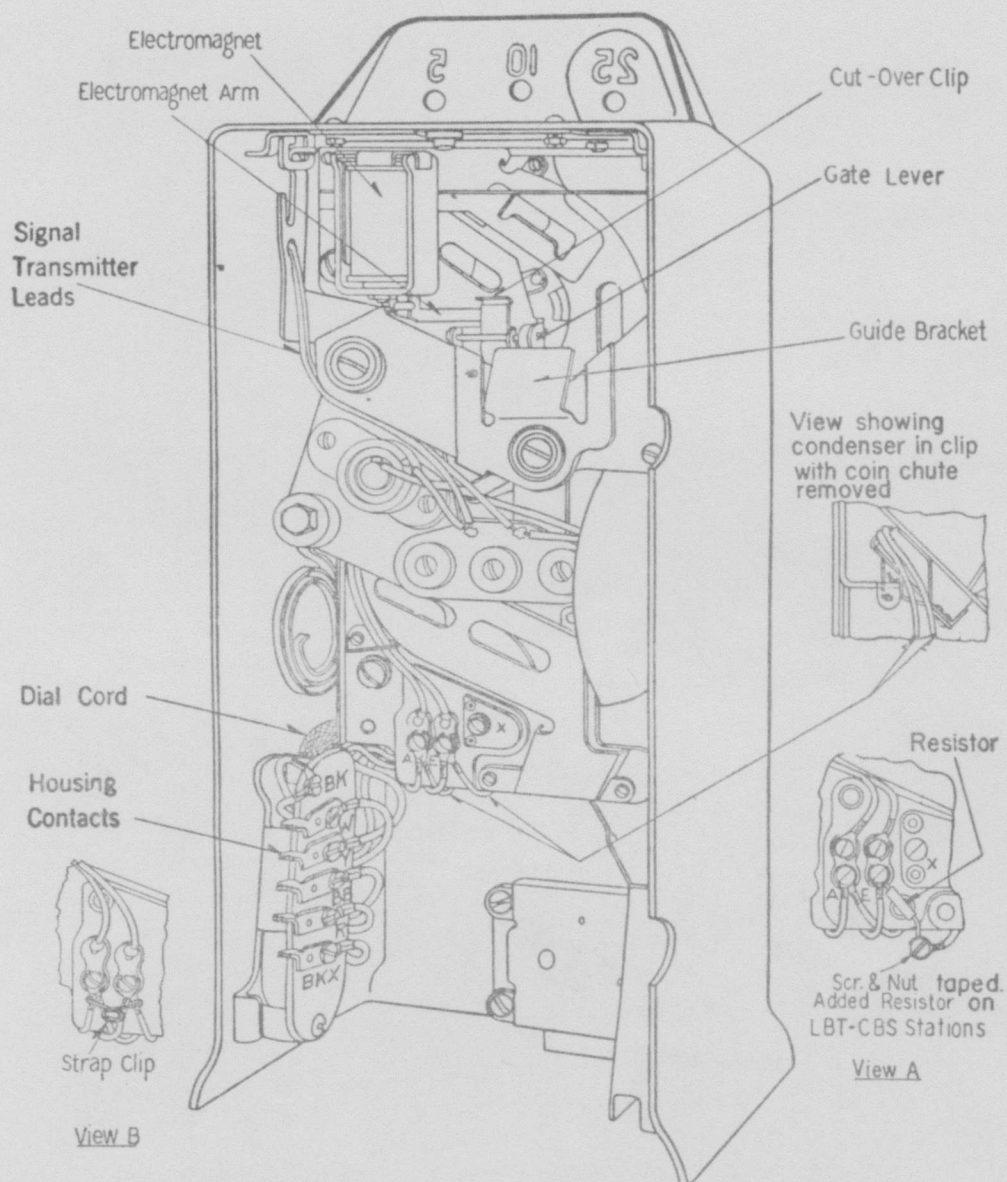 Electromagnet
Electromagnet Arm
5 10 25
Cut-Over Clip
Gate Lever
Signal
Transmitter
Leads
Guide Bracket
View showing
condenser in clip
with coin chute
removed
Dial Cord
Housing
Contacts
BK
BKX
A E X
Resistor
A E X
Scr. & Nut taped.
Added Resistor on
LBT-CBS Stations
View A
Strap Clip
View B